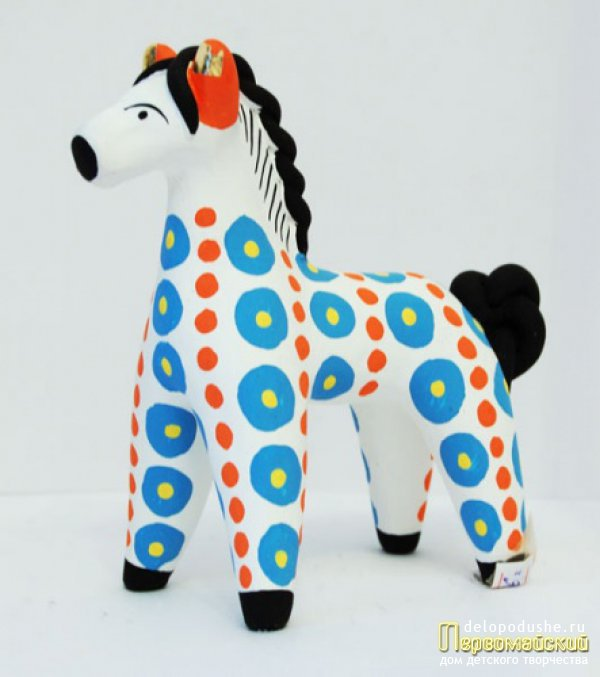 delopodushe.ru
Первомайский
дом детского творчества